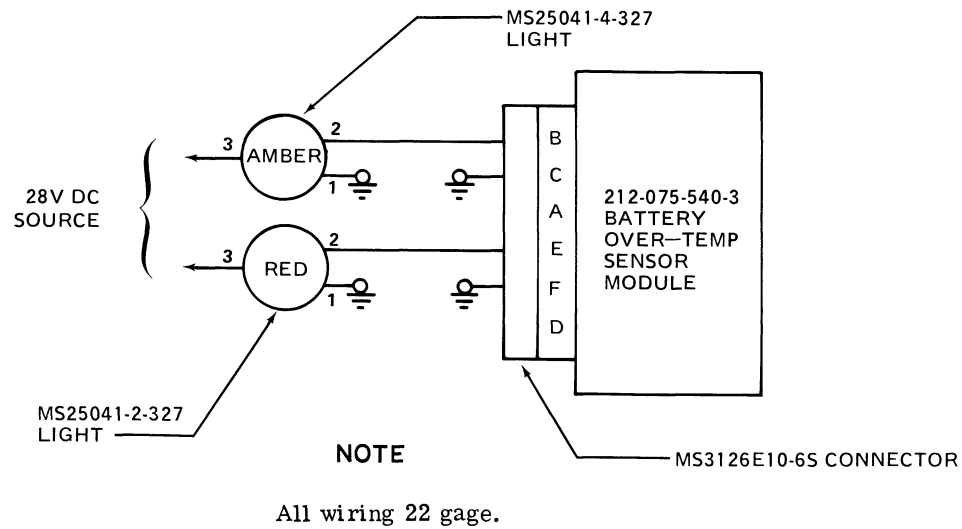 MS25041-4-327
LIGHT
28V DC
SOURCE
3
AMBER
2
1
3
RED
2
1
B
C
A
E
F
D
212-075-540-3
BATTERY
OVER-TEMP
SENSOR
MODULE
MS25041-2-327
LIGHT
MS3126E10-6S CONNECTOR
NOTE
All wiring 22 gage.